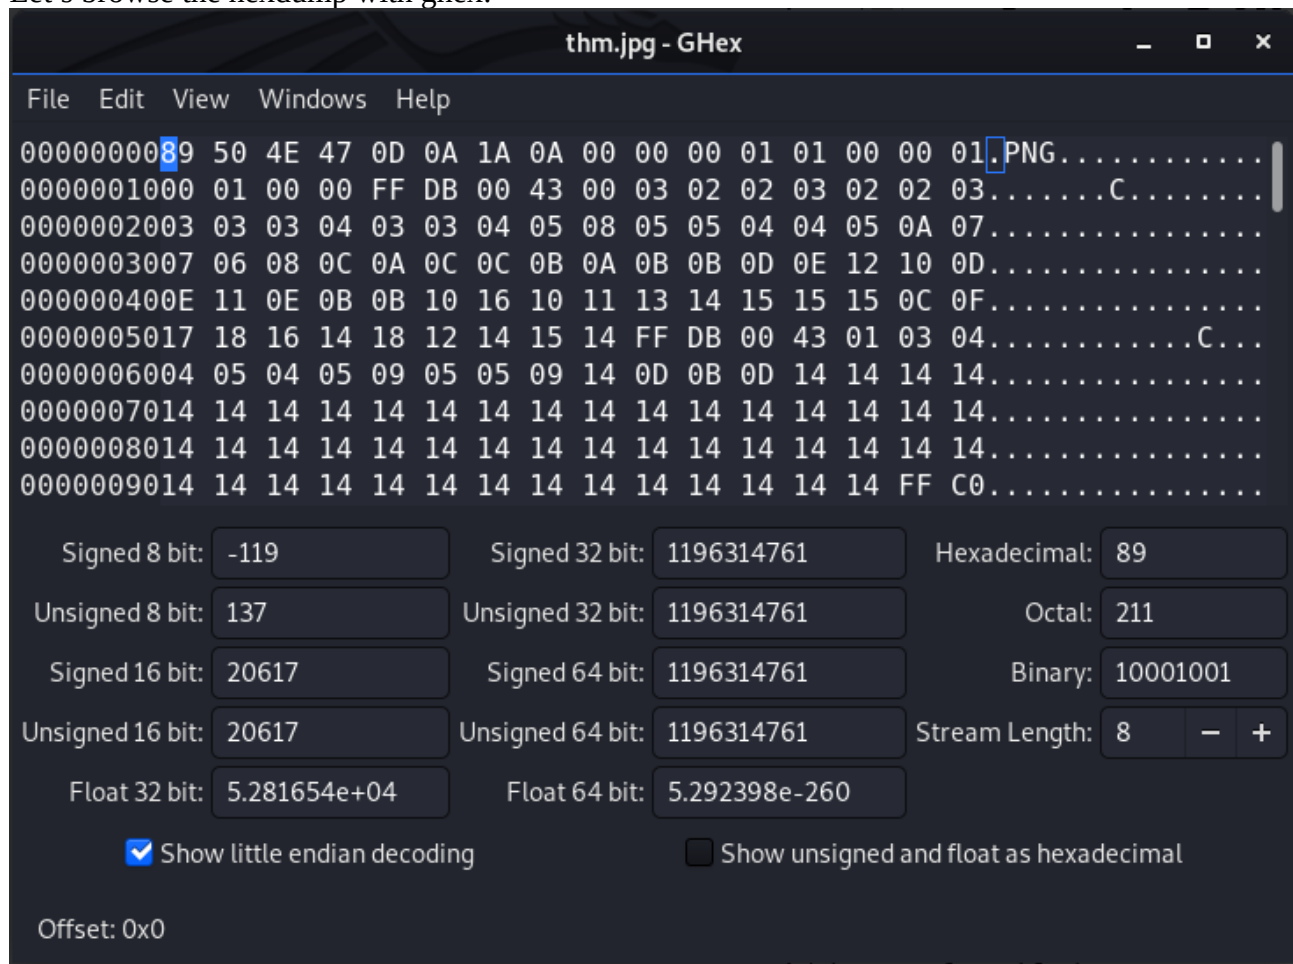 Let's browse the hexdump with ghex:
thm.jpg - GHex
File Edit View Windows Help
0000000089 50 4E 47 0D 0A 1A 0A 00 00 00 01 01 00 00 01.PNG............
0000001000 01 00 00 FF DB 00 43 00 03 02 02 03 02 02 03.......C........
0000002003 03 03 04 03 03 04 05 08 05 05 04 04 05 0A 07................
0000003007 06 08 0C 0A 0C 0C 0B 0A 0B 0B 0D 0E 12 10 0D................
000000400E 11 0E 0B 0B 10 16 10 11 13 14 15 15 15 0C 0F................
0000005017 18 16 14 18 12 14 15 14 FF DB 00 43 01 03 04............C...
0000006004 05 04 05 09 05 05 09 14 0D 0B 0D 14 14 14 14................
0000007014 14 14 14 14 14 14 14 14 14 14 14 14 14 14 14................
0000008014 14 14 14 14 14 14 14 14 14 14 14 14 14 14 14................
0000009014 14 14 14 14 14 14 14 14 14 14 14 14 14 FF C0................
Signed 8 bit: -119 Signed 32 bit: 1196314761 Hexadecimal: 89
Unsigned 8 bit: 137 Unsigned 32 bit: 1196314761 Octal: 211
Signed 16 bit: 20617 Signed 64 bit: 1196314761 Binary: 10001001
Unsigned 16 bit: 20617 Unsigned 64 bit: 1196314761 Stream Length: 8 − +
Float 32 bit: 5.281654e+04 Float 64 bit: 5.292398e-260
Show little endian decoding Show unsigned and float as hexadecimal
Offset: 0x0